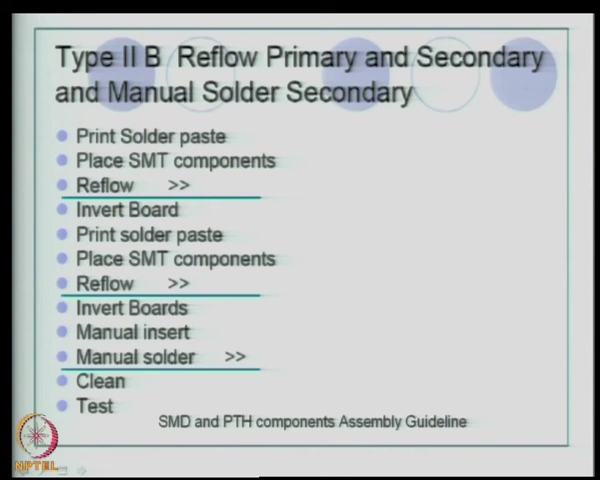 Type II B Reflow Primary and Secondary
and Manual Solder Secondary
Print Solder paste
Place SMT components
Reflow >>
Invert Board
Print solder paste
Place SMT components
Reflow >>
Invert Boards
Manual insert
Manual solder >>
Clean
Test
SMD and PTH components Assembly Guideline
NPTEL